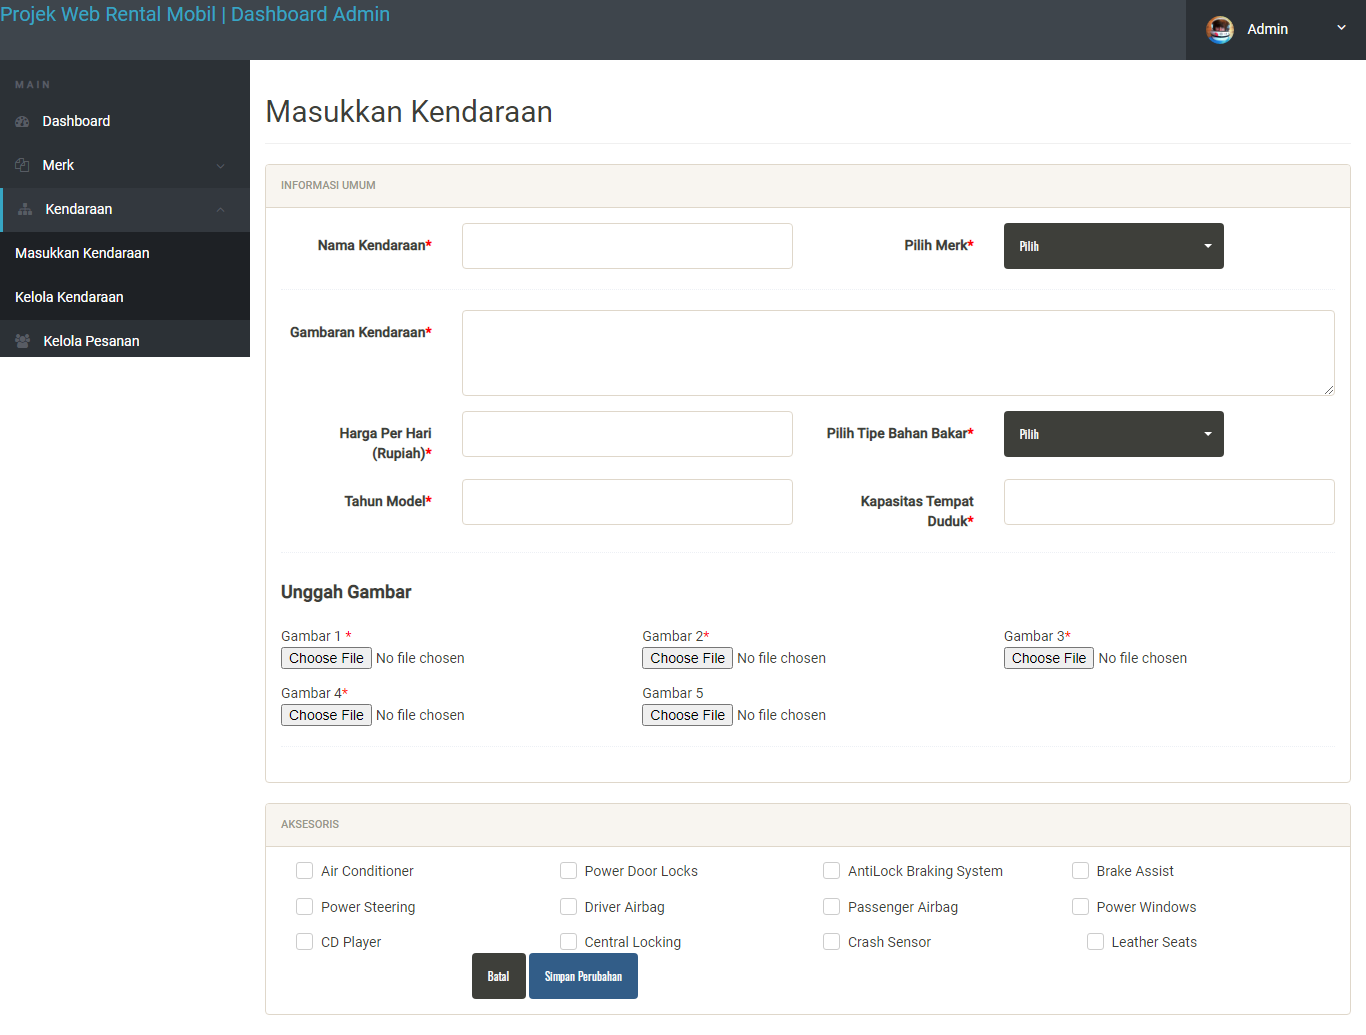 Projek Web Rental Mobil | Dashboard Admin
Admin
MAIN
Dashboard
Merk
Kendaraan
Masukkan Kendaraan
Kelola Kendaraan
Kelola Pesanan
Masukkan Kendaraan
INFORMASI UMUM
Nama Kendaraan*
Pilih Merk*
Pilih
Gambaran Kendaraan*
Harga Per Hari
(Rupiah)*
Pilih Tipe Bahan Bakar*
Pilih
Tahun Model*
Kapasitas Tempat
Duduk*
Unggah Gambar
Gambar 1 *
Choose File No file chosen
Gambar 2*
Choose File No file chosen
Gambar 3*
Choose File No file chosen
Gambar 4*
Choose File No file chosen
Gambar 5
Choose File No file chosen
AKSESORIS
Air Conditioner
Power Door Locks
AntiLock Braking System
Brake Assist
Power Steering
Driver Airbag
Passenger Airbag
Power Windows
CD Player
Central Locking
Crash Sensor
Leather Seats
Batal
Simpan Perubahan